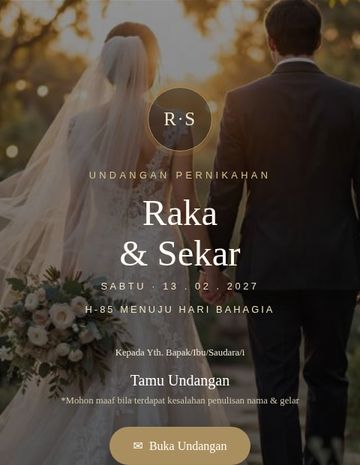 R·S
UNDANGAN PERNIKAHAN
Raka
& Sekar
SABTU · 13 . 02 . 2027
H-85 MENUJU HARI BAHAGIA
Kepada Yth. Bapak/Ibu/Saudara/i
Tamu Undangan
*Mohon maaf bila terdapat kesalahan penulisan nama & gelar
✉ Buka Undangan